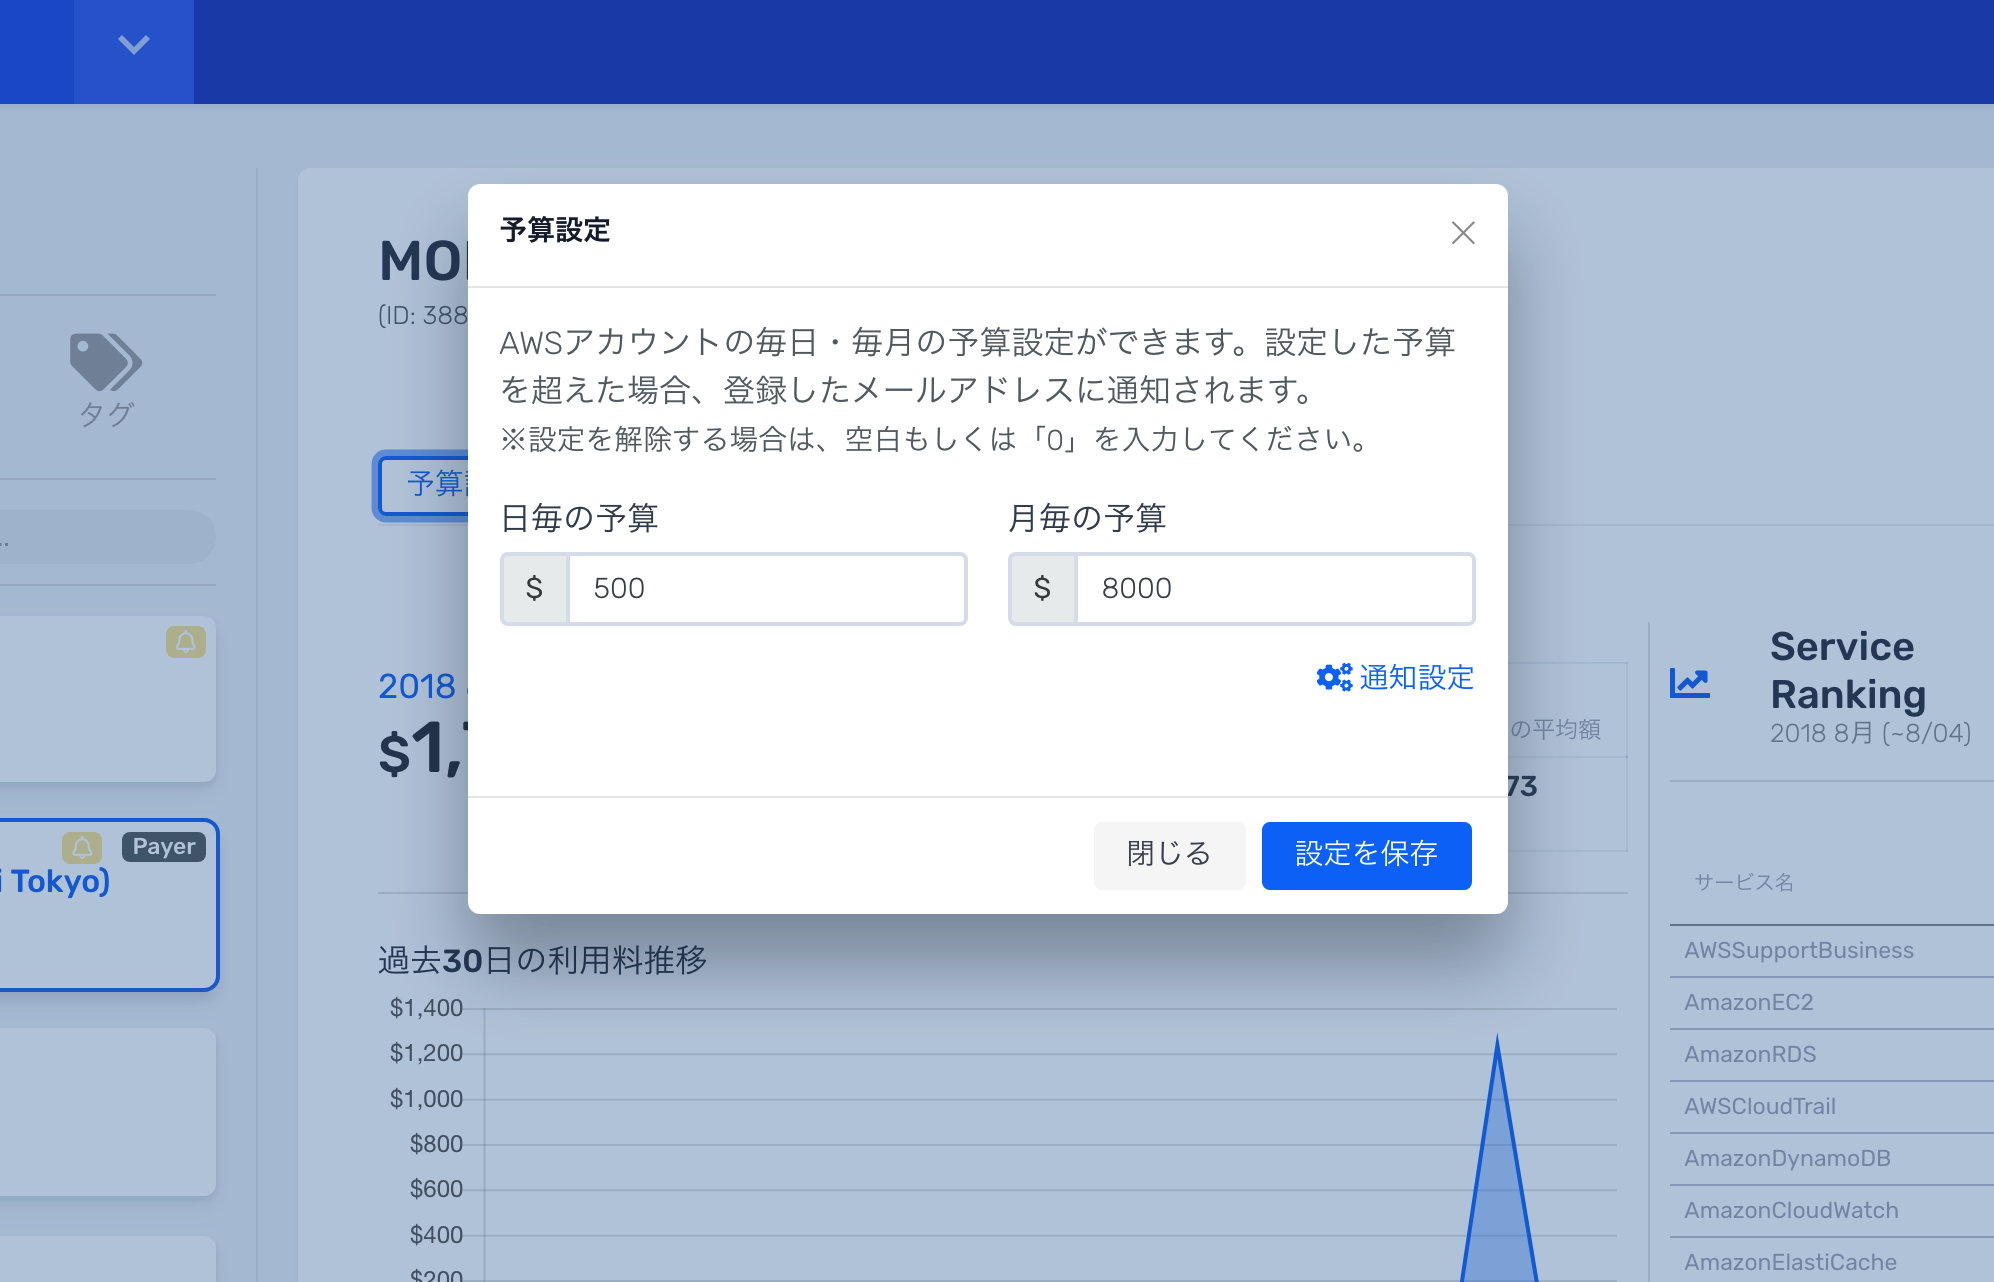 予算設定
AWSアカウントの毎日・毎月の予算設定ができます。設定した予算
を超えた場合、登録したメールアドレスに通知されます。
※設定を解除する場合は、空白もしくは「0」を入力してください。
日毎の予算
月毎の予算
$ 500
$ 8000
通知設定
閉じる
設定を保存
(ID: 388
タグ
予算
..
Payer
i Tokyo)
2018
$1,
の平均額
73
過去30日の利用料推移
$1,400
$1,200
$1,000
$800
$600
$400
$200
Service
Ranking
2018 8月 (~8/04)
サービス名
AWSSupportBusiness
AmazonEC2
AmazonRDS
AWSCloudTrail
AmazonDynamoDB
AmazonCloudWatch
AmazonElastiCache